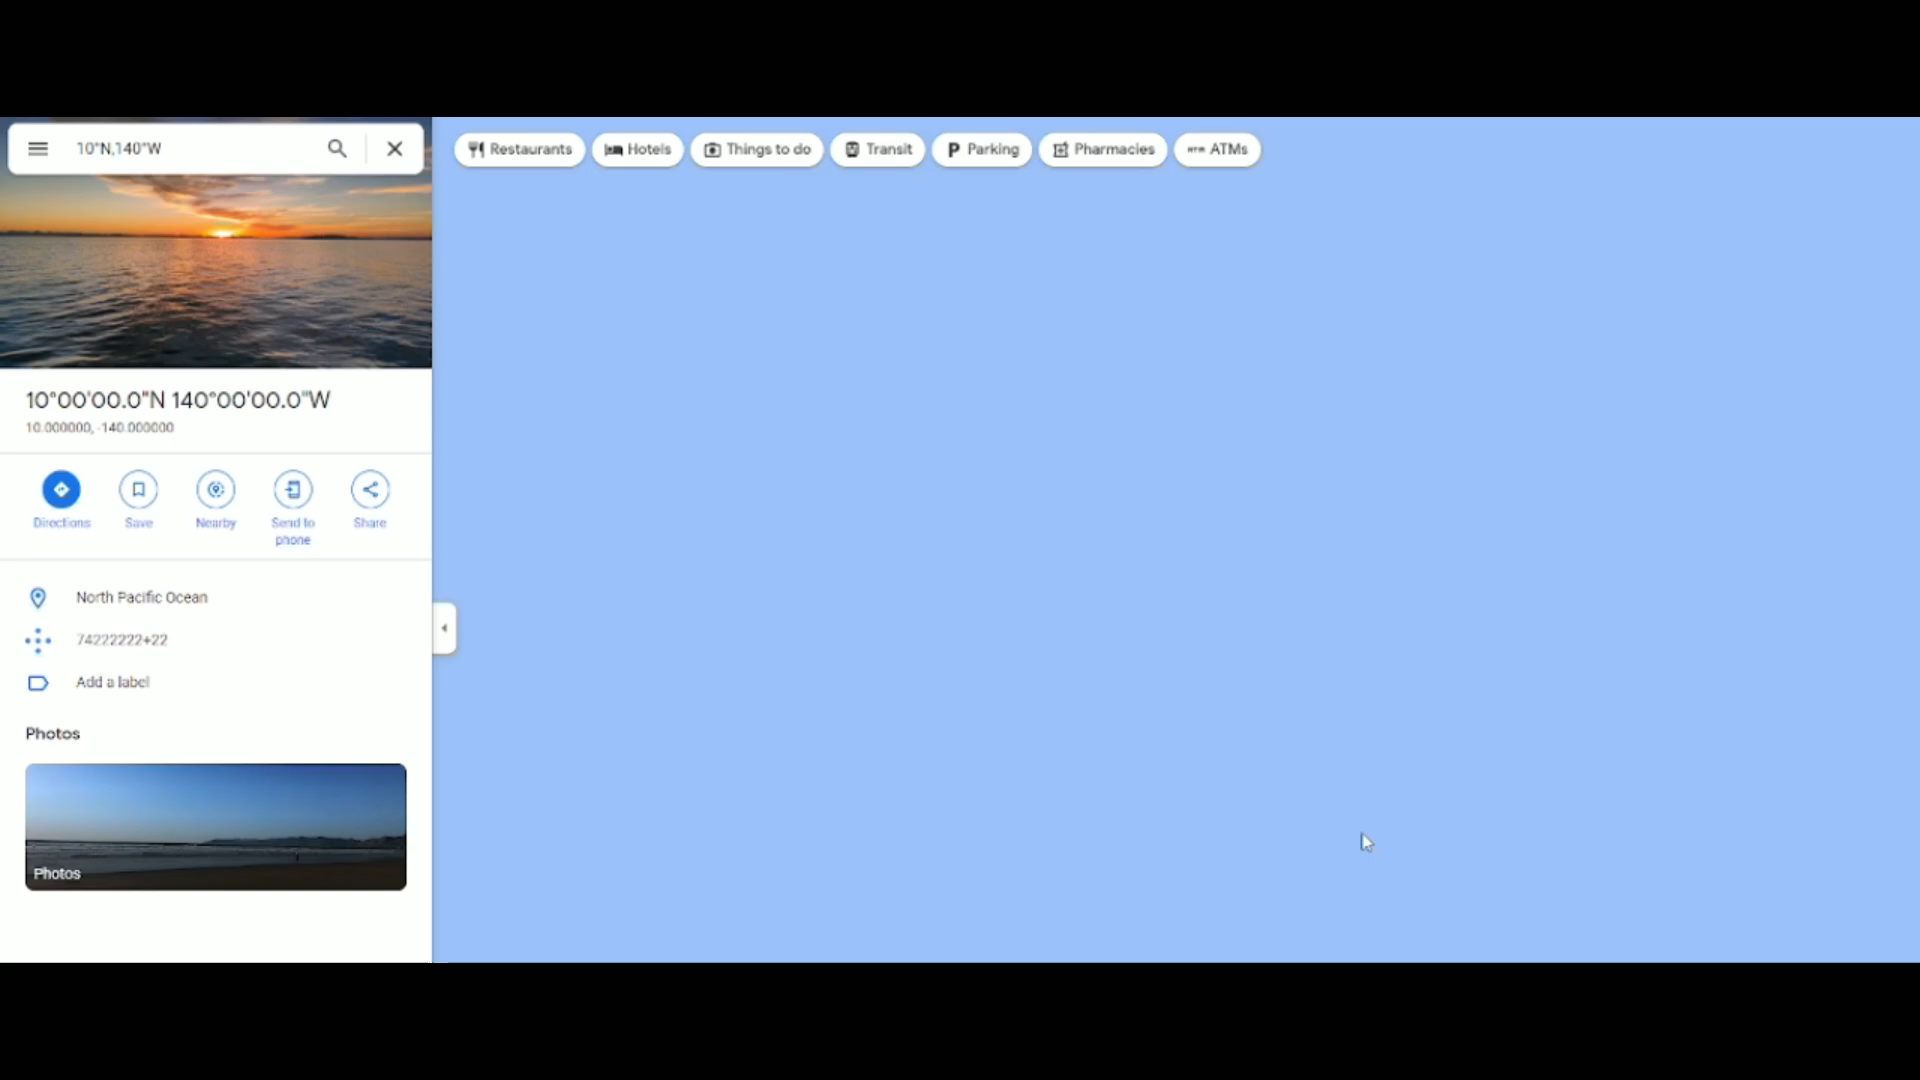 10°N,140°W
Restaurants
Hotels
Things to do
Transit
Parking
Pharmacies
ATMs
10°00'00.0"N 140°00'00.0"W
10.000000, -140.000000
Directions
Save
Nearby
Send to
phone
Share
North Pacific Ocean
74222222+22
Add a label
Photos
Photos